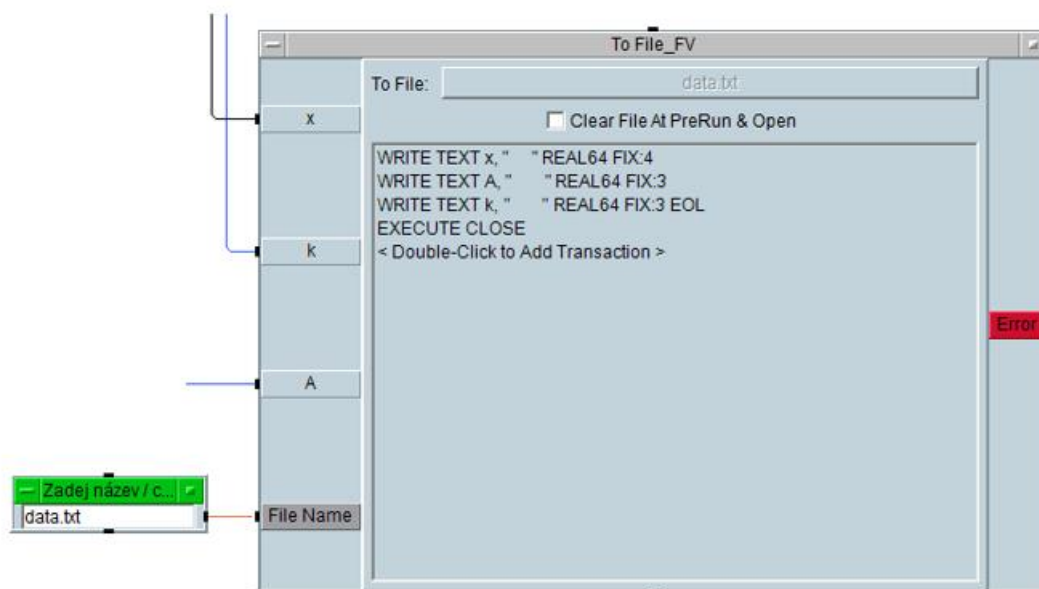 To File_FV
To File: data.txt
Clear File At PreRun & Open
x
WRITE TEXT x, "     " REAL64 FIX:4
WRITE TEXT A, "       " REAL64 FIX:3
WRITE TEXT k, "      " REAL64 FIX:3 EOL
EXECUTE CLOSE
< Double-Click to Add Transaction >
k
Error
A
Zadej název / c...
data.txt
File Name